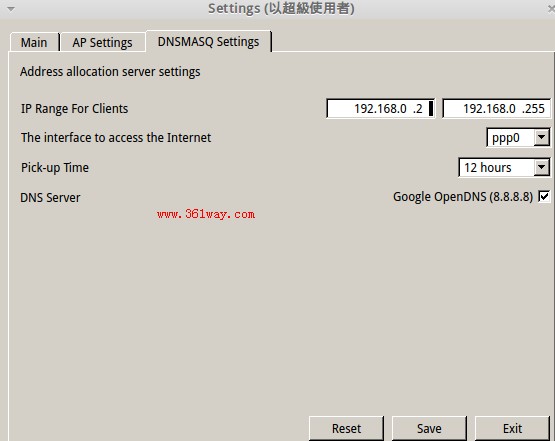 Settings (以超級使用者)
Main AP Settings DNSMASQ Settings
Address allocation server settings
IP Range For Clients 192.168.0 .2 192.168.0 .255
The interface to access the Internet ppp0
Pick-up Time 12 hours
DNS Server Google OpenDNS (8.8.8.8)
www.361way.com
Reset Save Exit